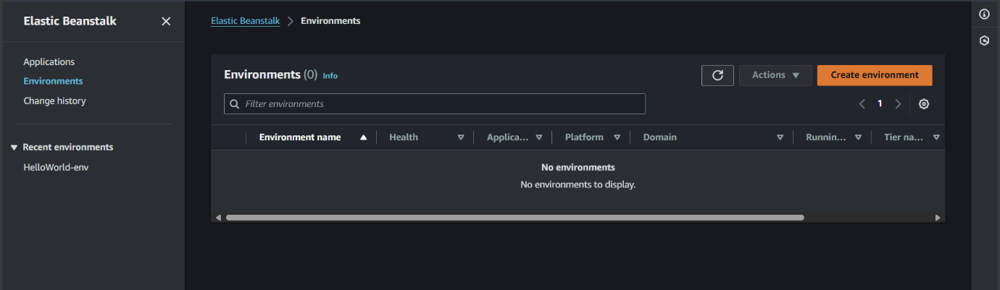 Elastic Beanstalk
Applications
Environments
Change history
Recent environments
HelloWorld-env
Elastic Beanstalk Environments
Environments (0) Info Actions Create environment
Filter environments 1
Environment name Health Applica... Platform Domain Runnin... Tier na...
No environments
No environments to display.